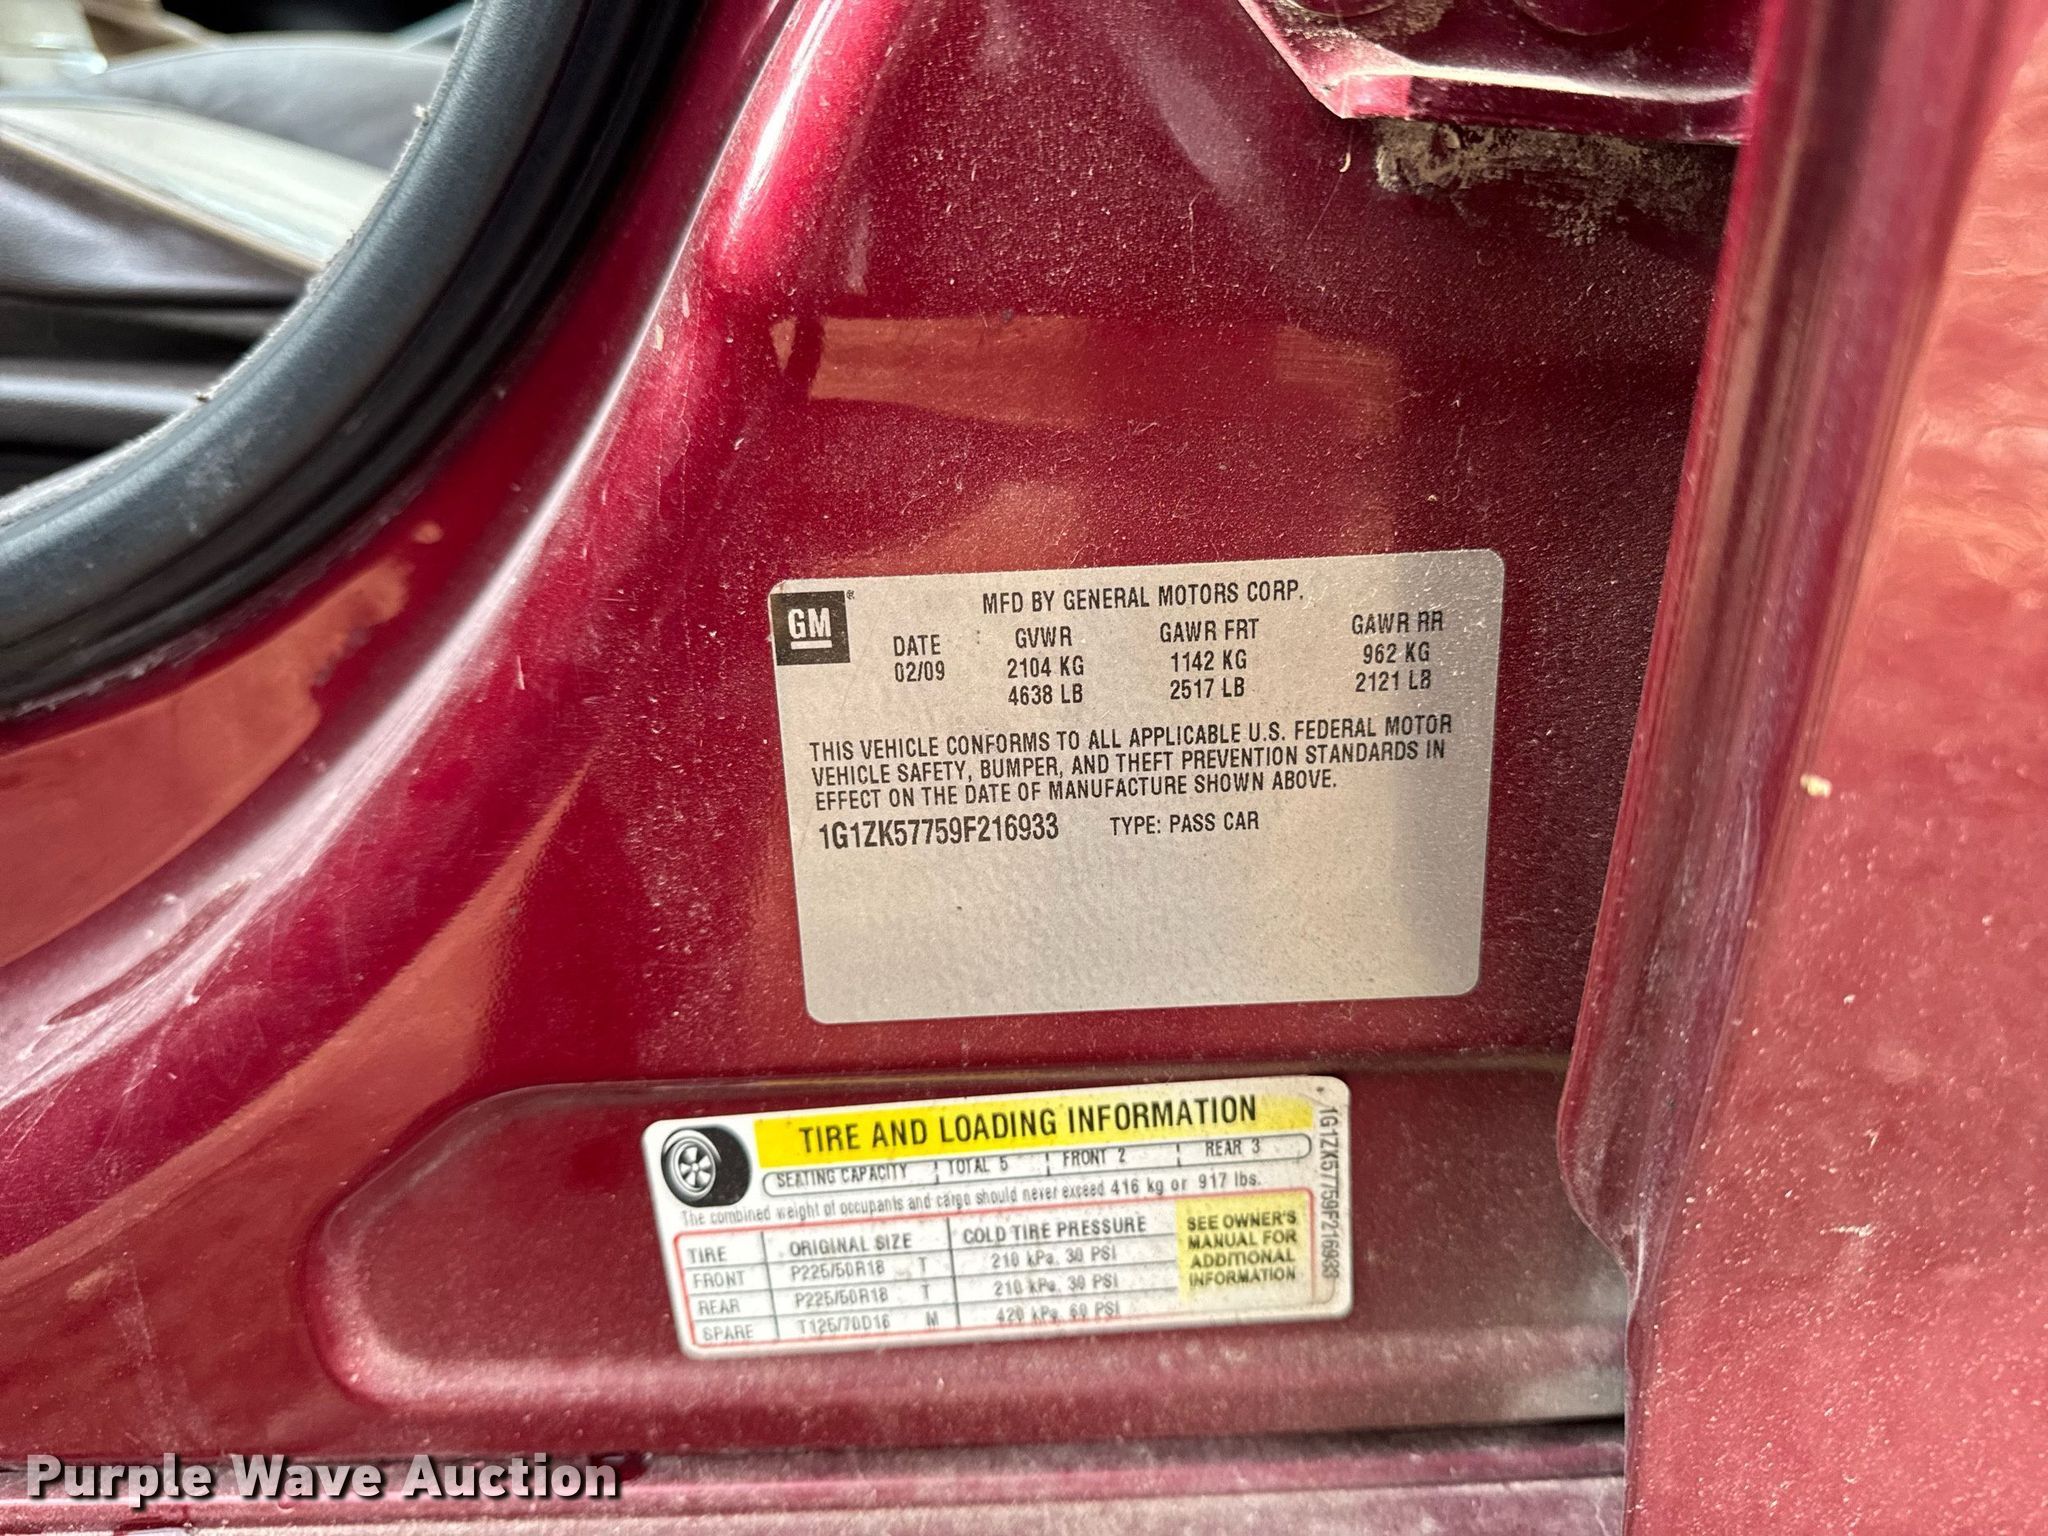 GM®
MFD BY GENERAL MOTORS CORP.
DATE : GVWR GAWR FRT GAWR RR
02/09 2104 KG 1142 KG 962 KG
4638 LB 2517 LB 2121 LB
THIS VEHICLE CONFORMS TO ALL APPLICABLE U.S. FEDERAL MOTOR
VEHICLE SAFETY, BUMPER, AND THEFT PREVENTION STANDARDS IN
EFFECT ON THE DATE OF MANUFACTURE SHOWN ABOVE.
1G1ZK57759F216933 TYPE: PASS CAR
TIRE AND LOADING INFORMATION
SEATING CAPACITY TOTAL 5 FRONT 2 REAR 3
The combined weight of occupants and cargo should never exceed 416 kg or 917 lbs.
TIRE ORIGINAL SIZE COLD TIRE PRESSURE
FRONT P225/50R18 T 210 kPa, 30 PSI
REAR P225/50R18 T 210 kPa, 30 PSI
SPARE T125/70D16 M 420 kPa, 60 PSI
SEE OWNER'S
MANUAL FOR
ADDITIONAL
INFORMATION
1G1ZK57759F216933
Purple Wave Auction